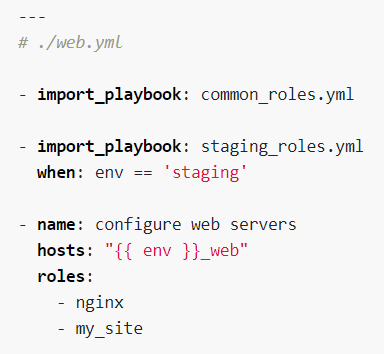 ---
# ./web.yml
- import_playbook: common_roles.yml
- import_playbook: staging_roles.yml
  when: env == 'staging'
- name: configure web servers
  hosts: "{{ env }}_web"
  roles:
    - nginx
    - my_site